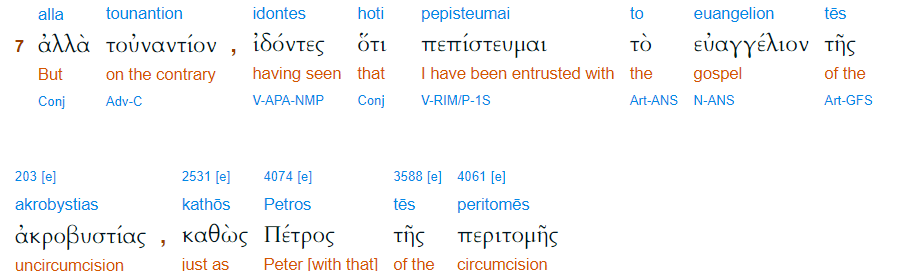 alla tounantion idontes hoti pepisteumai to euangelion tēs
7 ἀλλὰ τοὐναντίον , ἰδόντες ὅτι πεπίστευμαι τὸ εὐαγγέλιον τῆς
But on the contrary having seen that I have been entrusted with the gospel of the
Conj Adv-C V-APA-NMP Conj V-RIM/P-1S Art-ANS N-ANS Art-GFS
203 [e] 2531 [e] 4074 [e] 3588 [e] 4061 [e]
akrobystias kathōs Petros tēs peritomēs
ἀκροβυστίας , καθὼς Πέτρος τῆς περιτομῆς
uncircumcision just as Peter [with that] of the circumcision